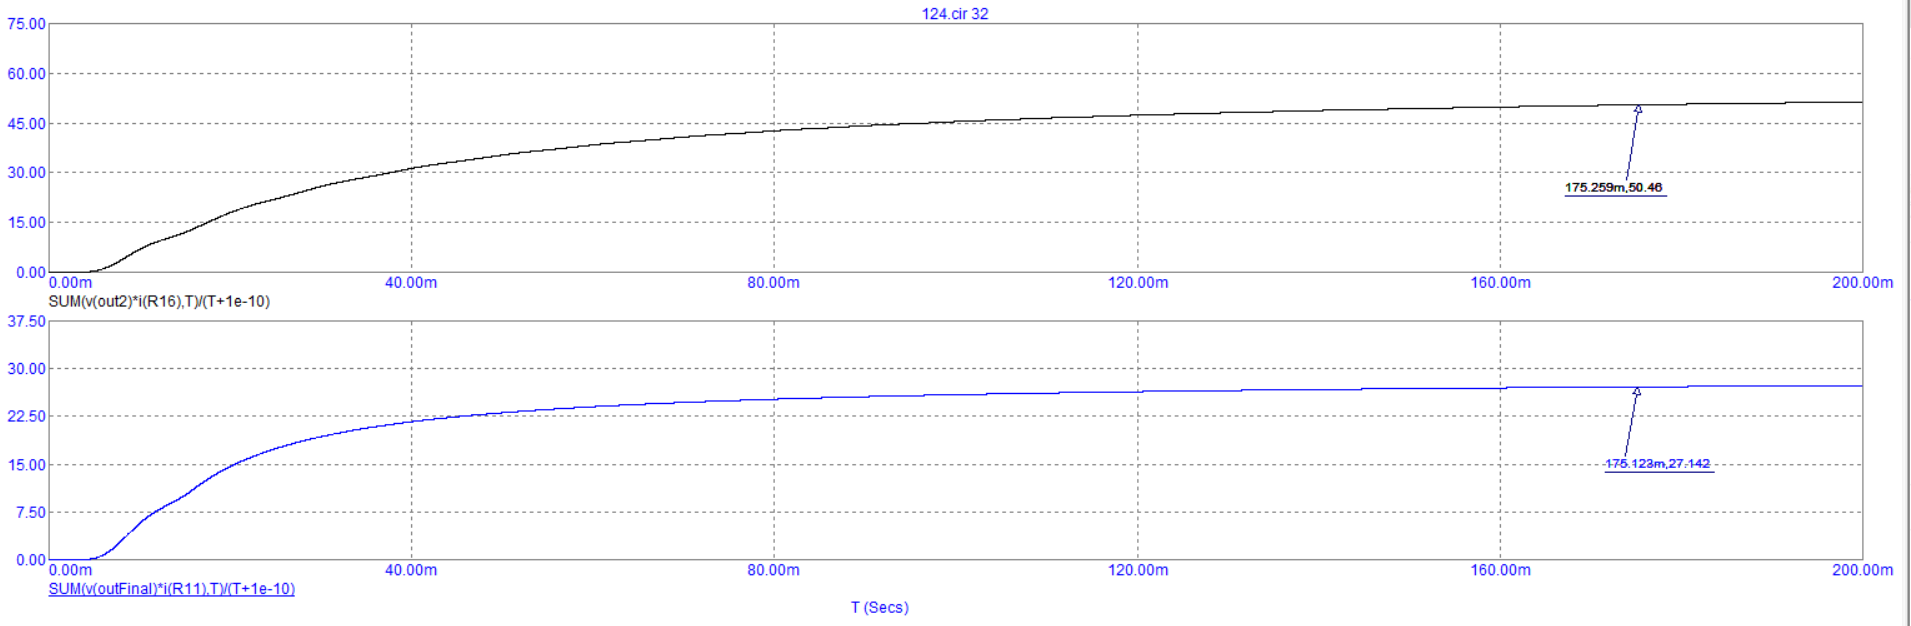 124.cir 32
75.00
60.00
45.00
30.00
15.00
0.00
175.259m,50.46
0.00m 40.00m 80.00m 120.00m 160.00m 200.00m
SUM(v(out2)*i(R16),T)/(T+1e-10)
37.50
30.00
22.50
15.00
7.50
0.00
175.123m,27.142
0.00m 40.00m 80.00m 120.00m 160.00m 200.00m
SUM(v(outFinal)*i(R11),T)/(T+1e-10)
T (Secs)